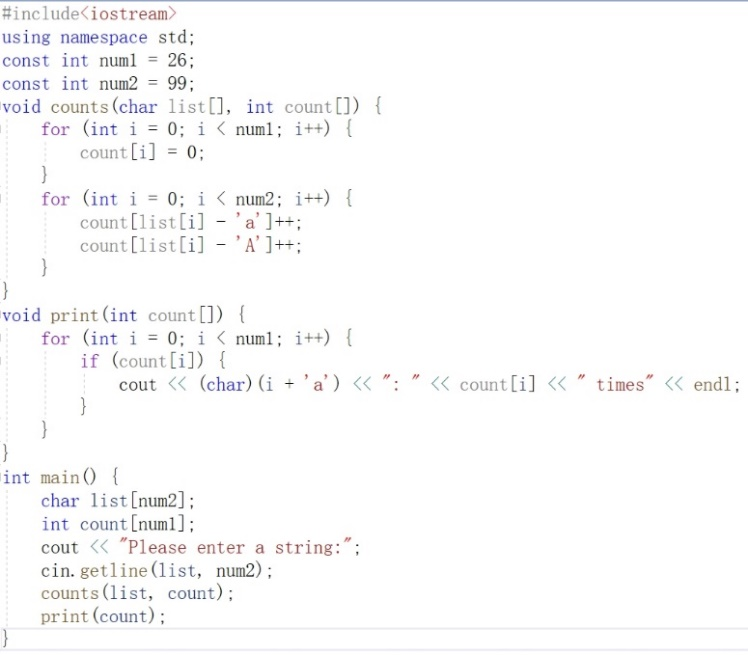 #include<iostream>
using namespace std;
const int num1 = 26;
const int num2 = 99;
void counts(char list[], int count[]) {
    for (int i = 0; i < num1; i++) {
        count[i] = 0;
    }
    for (int i = 0; i < num2; i++) {
        count[list[i] - 'a']++;
        count[list[i] - 'A']++;
    }
}
void print(int count[]) {
    for (int i = 0; i < num1; i++) {
        if (count[i]) {
            cout << (char)(i + 'a') << ": " << count[i] << " times" << endl;
        }
    }
}
int main() {
    char list[num2];
    int count[num1];
    cout << "Please enter a string:";
    cin.getline(list, num2);
    counts(list, count);
    print(count);
}